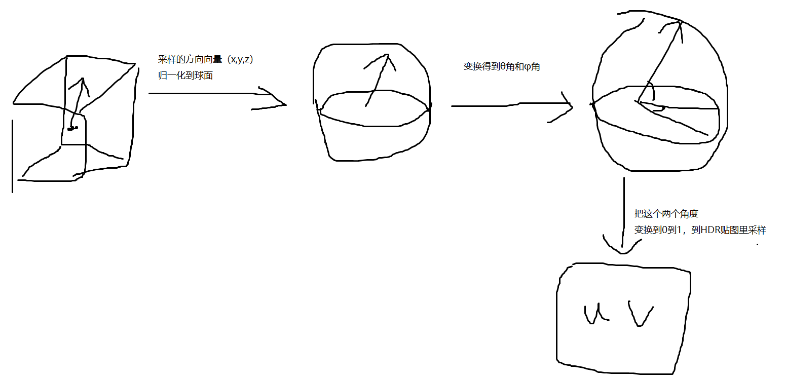 采样的方向向量（x,y,z）
归一化到球面
变换得到θ角和φ角
把这个两个角度
变换到0到1，到HDR贴图里采样
u v